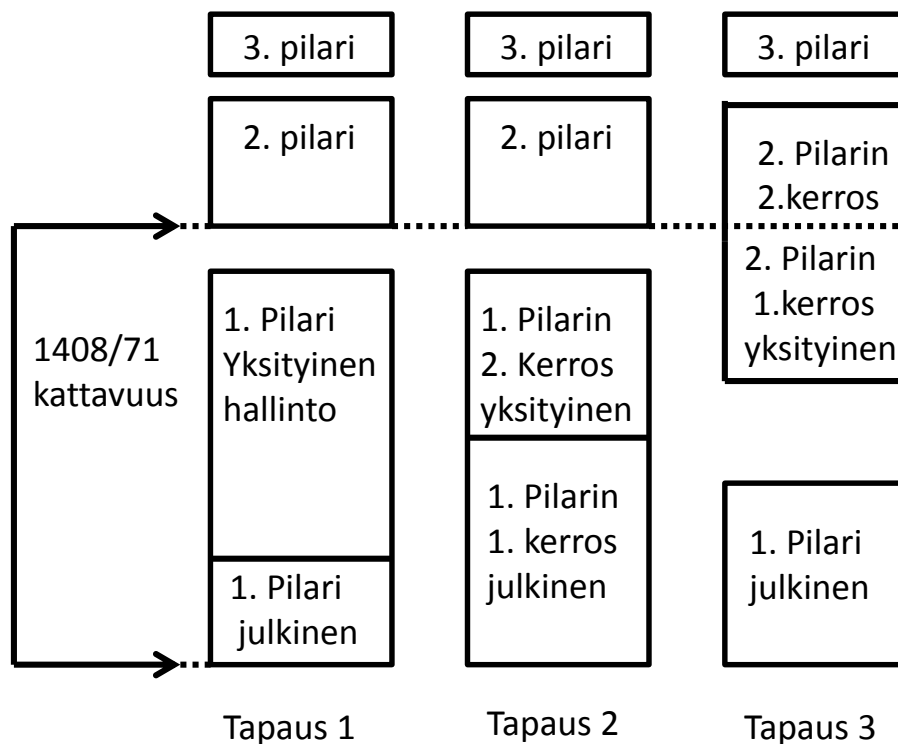 3. pilari
3. pilari
3. pilari
2. pilari
2. pilari
2. Pilarin
2.kerros
1408/71
kattavuus
1. Pilari
Yksityinen
hallinto
1. Pilarin
2. Kerros
yksityinen
2. Pilarin
1.kerros
yksityinen
1. Pilari
julkinen
1. Pilarin
1. kerros
julkinen
1. Pilari
julkinen
Tapaus 1
Tapaus 2
Tapaus 3